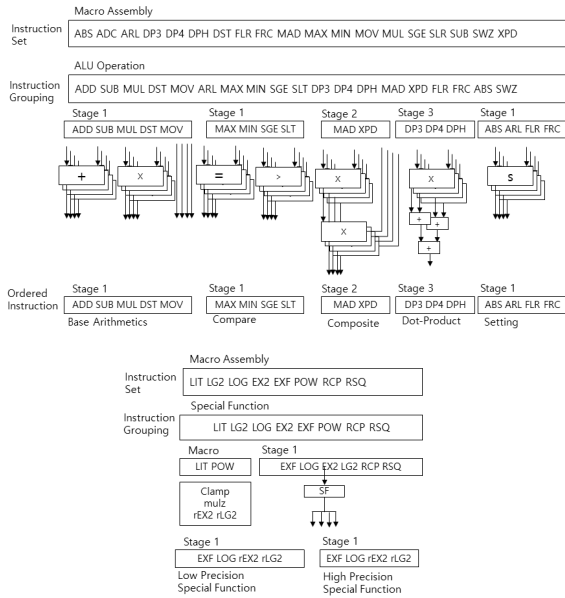 Macro Assembly
Instruction
Set
ABS ADC ARL DP3 DP4 DPH DST FLR FRC MAD MAX MIN MOV MUL SGE SLR SUB SWZ XPD
ALU Operation
Instruction
Grouping
ADD SUB MUL DST MOV ARL MAX MIN SGE SLT DP3 DP4 DPH MAD XPD FLR FRC ABS SWZ
Stage 1
Stage 1
Stage 2
Stage 3
Stage 1
ADD SUB MUL DST MOV
MAX MIN SGE SLT
MAD XPD
DP3 DP4 DPH
ABS ARL FLR FRC
+
x
=
>
x
x
s
x
+
+
+
Ordered
Instruction
Stage 1
Stage 1
Stage 2
Stage 3
Stage 1
ADD SUB MUL DST MOV
MAX MIN SGE SLT
MAD XPD
DP3 DP4 DPH
ABS ARL FLR FRC
Base Arithmetics
Compare
Composite
Dot-Product
Setting
Macro Assembly
Instruction
Set
LIT LG2 LOG EX2 EXF POW RCP RSQ
Special Function
Instruction
Grouping
LIT LG2 LOG EX2 EXF POW RCP RSQ
Macro
Stage 1
LIT POW
EXF LOG EX2 LG2 RCP RSQ
Clamp
mulz
rEX2 rLG2
SF
Stage 1
Stage 1
EXF LOG rEX2 rLG2
EXF LOG rEX2 rLG2
Low Precision
Special Function
High Precision
Special Function